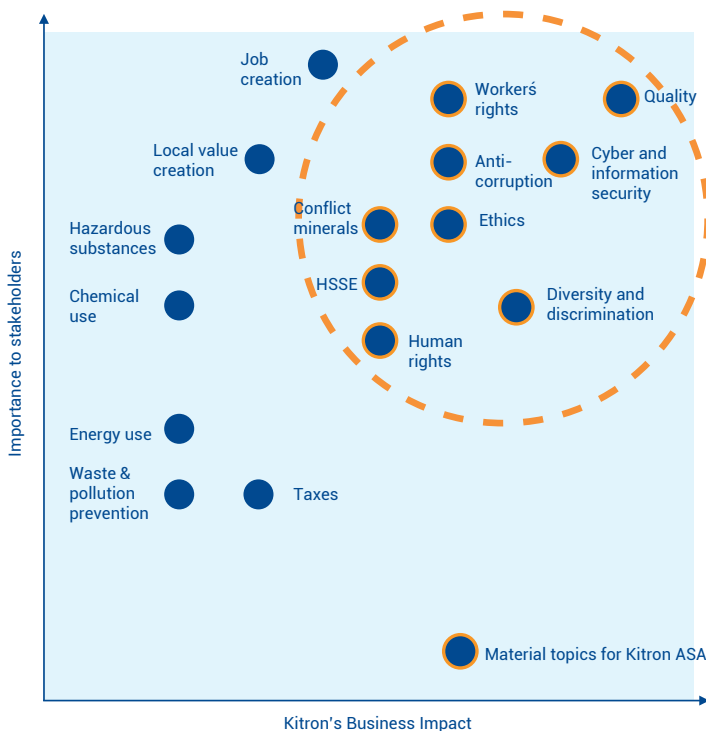 Job
creation
Workerś
rights
Quality
Local value
creation
Anti-
corruption
Cyber and
information
security
Conflict
minerals
Ethics
Hazardous
substances
HSSE
Chemical
use
Diversity and
discrimination
Human
rights
Energy use
Waste &
pollution
prevention
Taxes
Material topics for Kitron ASA
Importance to stakeholders
Kitron's Business Impact